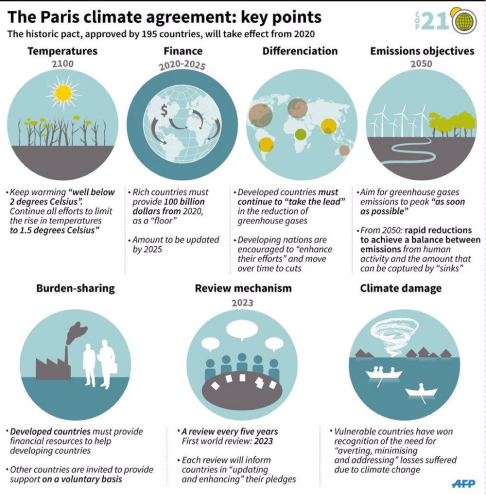 The Paris climate agreement: key points
The historic pact, approved by 195 countries, will take effect from 2020
COP
21
Temperatures
2100
• Keep warming “well below
2 degrees Celsius”.
Continue all efforts to limit
the rise in temperatures
to 1.5 degrees Celsius”
Finance
2020-2025
$
• Rich countries must
provide 100 billion
dollars from 2020,
as a “floor”
• Amount to be updated
by 2025
Differenciation
• Developed countries must
continue to “take the lead”
in the reduction of
greenhouse gases
• Developing nations are
encouraged to “enhance
their efforts” and move
over time to cuts
Emissions objectives
2050
• Aim for greenhouse gases
emissions to peak “as soon
as possible”
• From 2050: rapid reductions
to achieve a balance between
emissions from human
activity and the amount that
can be captured by “sinks”
Burden-sharing
• Developed countries must provide
financial resources to help
developing countries
• Other countries are invited to provide
support on a voluntary basis
Review mechanism
2023
• A review every five years
First world review: 2023
• Each review will inform
countries in “updating
and enhancing” their pledges
Climate damage
• Vulnerable countries have won
recognition of the need for
“averting, minimising
and addressing” losses suffered
due to climate change
AFP